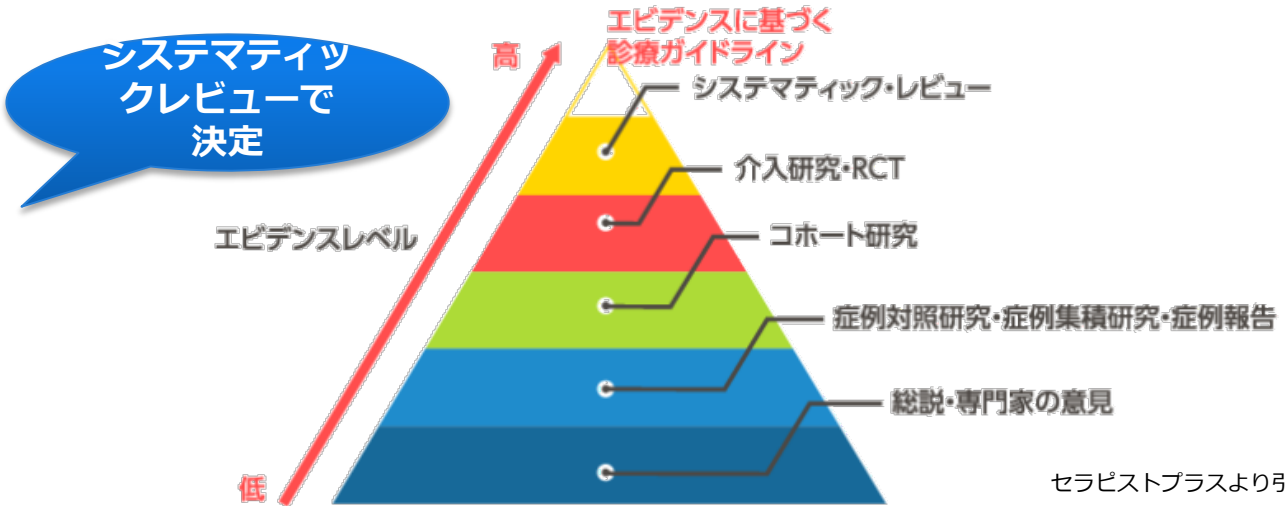 システマティッ
クレビューで
決定
エビデンスに基づく
診療ガイドライン
高
システマティック・レビュー
介入研究・RCT
コホート研究
エビデンスレベル
症例対照研究・症例集積研究・症例報告
総説・専門家の意見
低
セラピストプラスより引